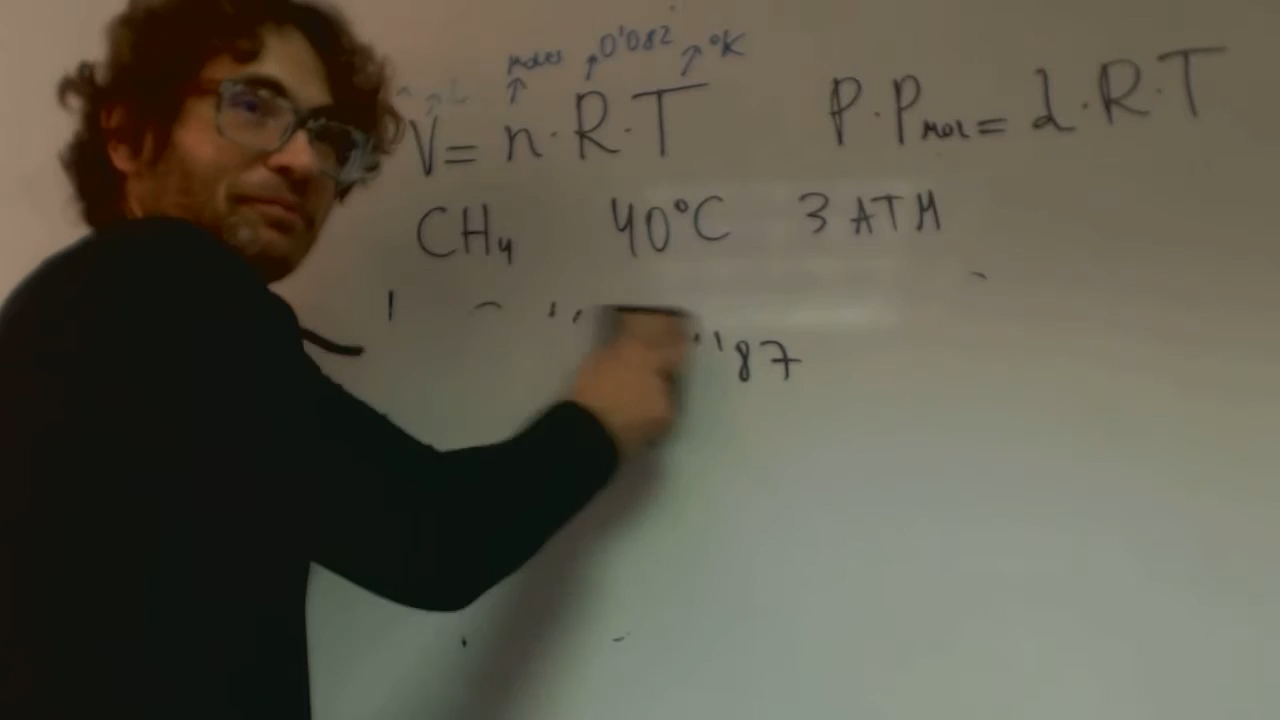 moles 0'082 °K
V = n·R·T P·Pmol = d·R·T
CH4 40°C 3 ATM
'87